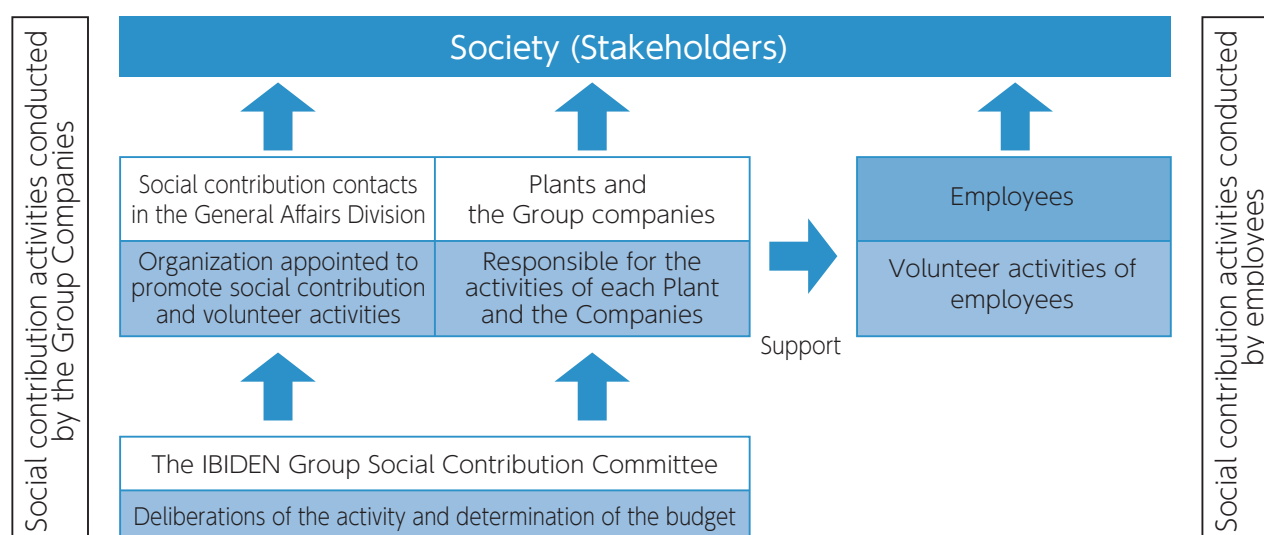 Social contribution activities conducted
by the Group Companies
Society (Stakeholders)
Social contribution contacts
in the General Affairs Division
Organization appointed to
promote social contribution
and volunteer activities
Plants and
the Group companies
Responsible for the
activities of each Plant
and the Companies
Support
Employees
Volunteer activities of
employees
The IBIDEN Group Social Contribution Committee
Deliberations of the activity and determination of the budget
Social contribution activities conducted
by employees